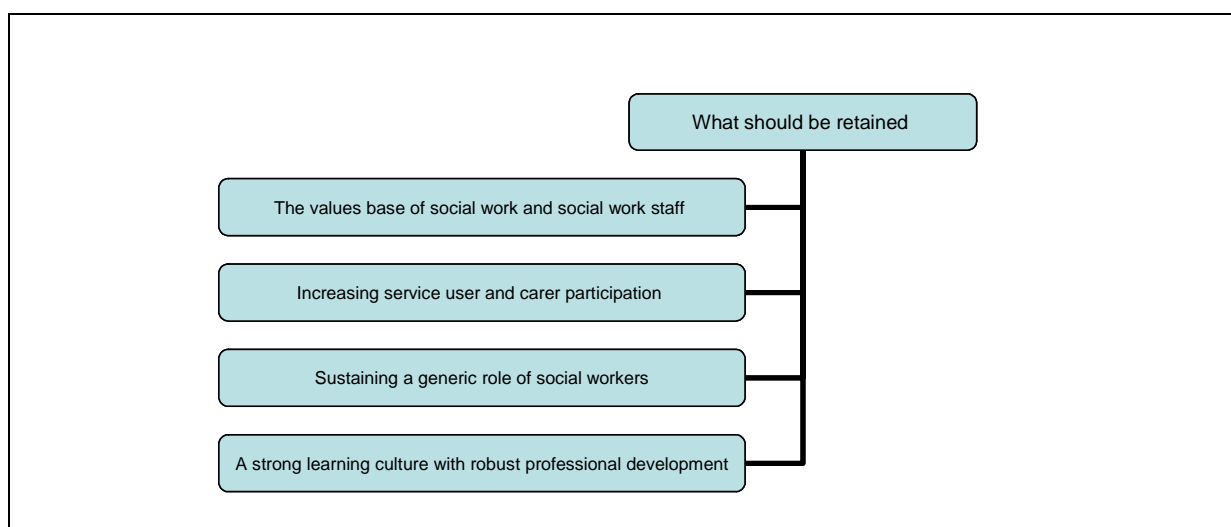 What should be retained
The values base of social work and social work staff
Increasing service user and carer participation
Sustaining a generic role of social workers
A strong learning culture with robust professional development